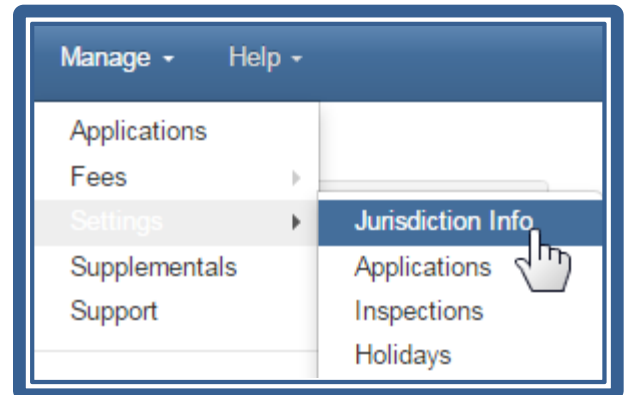 Manage Help
Applications
Fees
Settings
Jurisdiction Info
Supplementals
Applications
Support
Inspections
Holidays